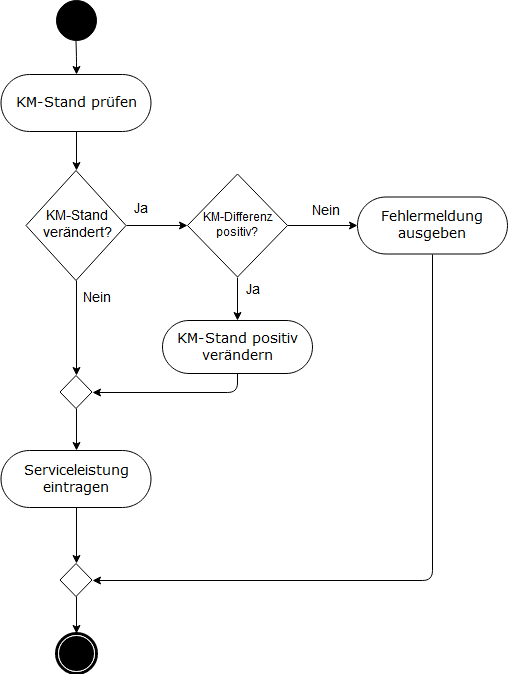 KM-Stand prüfen
KM-Stand
verändert?
Ja
KM-Differenz
positiv?
Nein
Fehlermeldung
ausgeben
Nein
Ja
KM-Stand positiv
verändern
Serviceleistung
eintragen